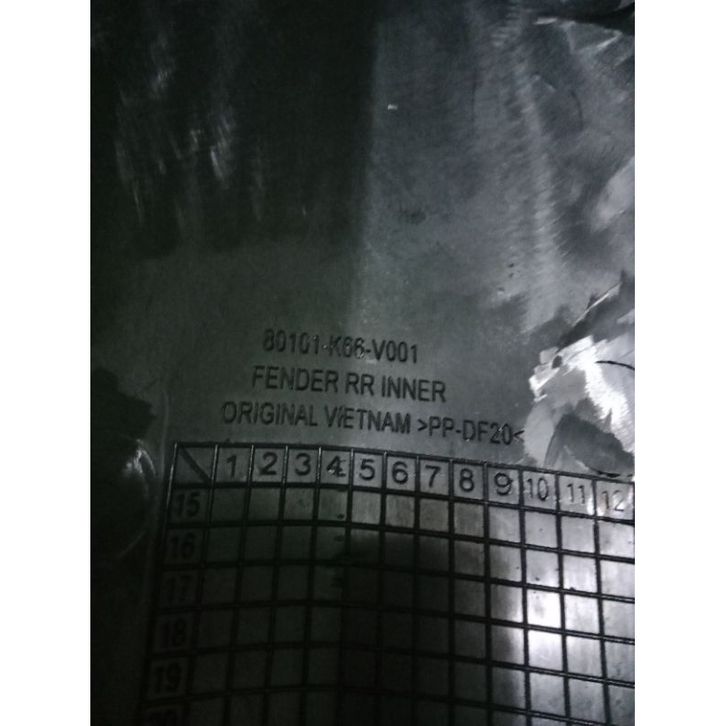 80101-K66-V001
FENDER RR INNER
ORIGINAL VIETNAM >PP-DF20<
1 2 3 4 5 6 7 8 9 10 11 12
15
16
17
18
19